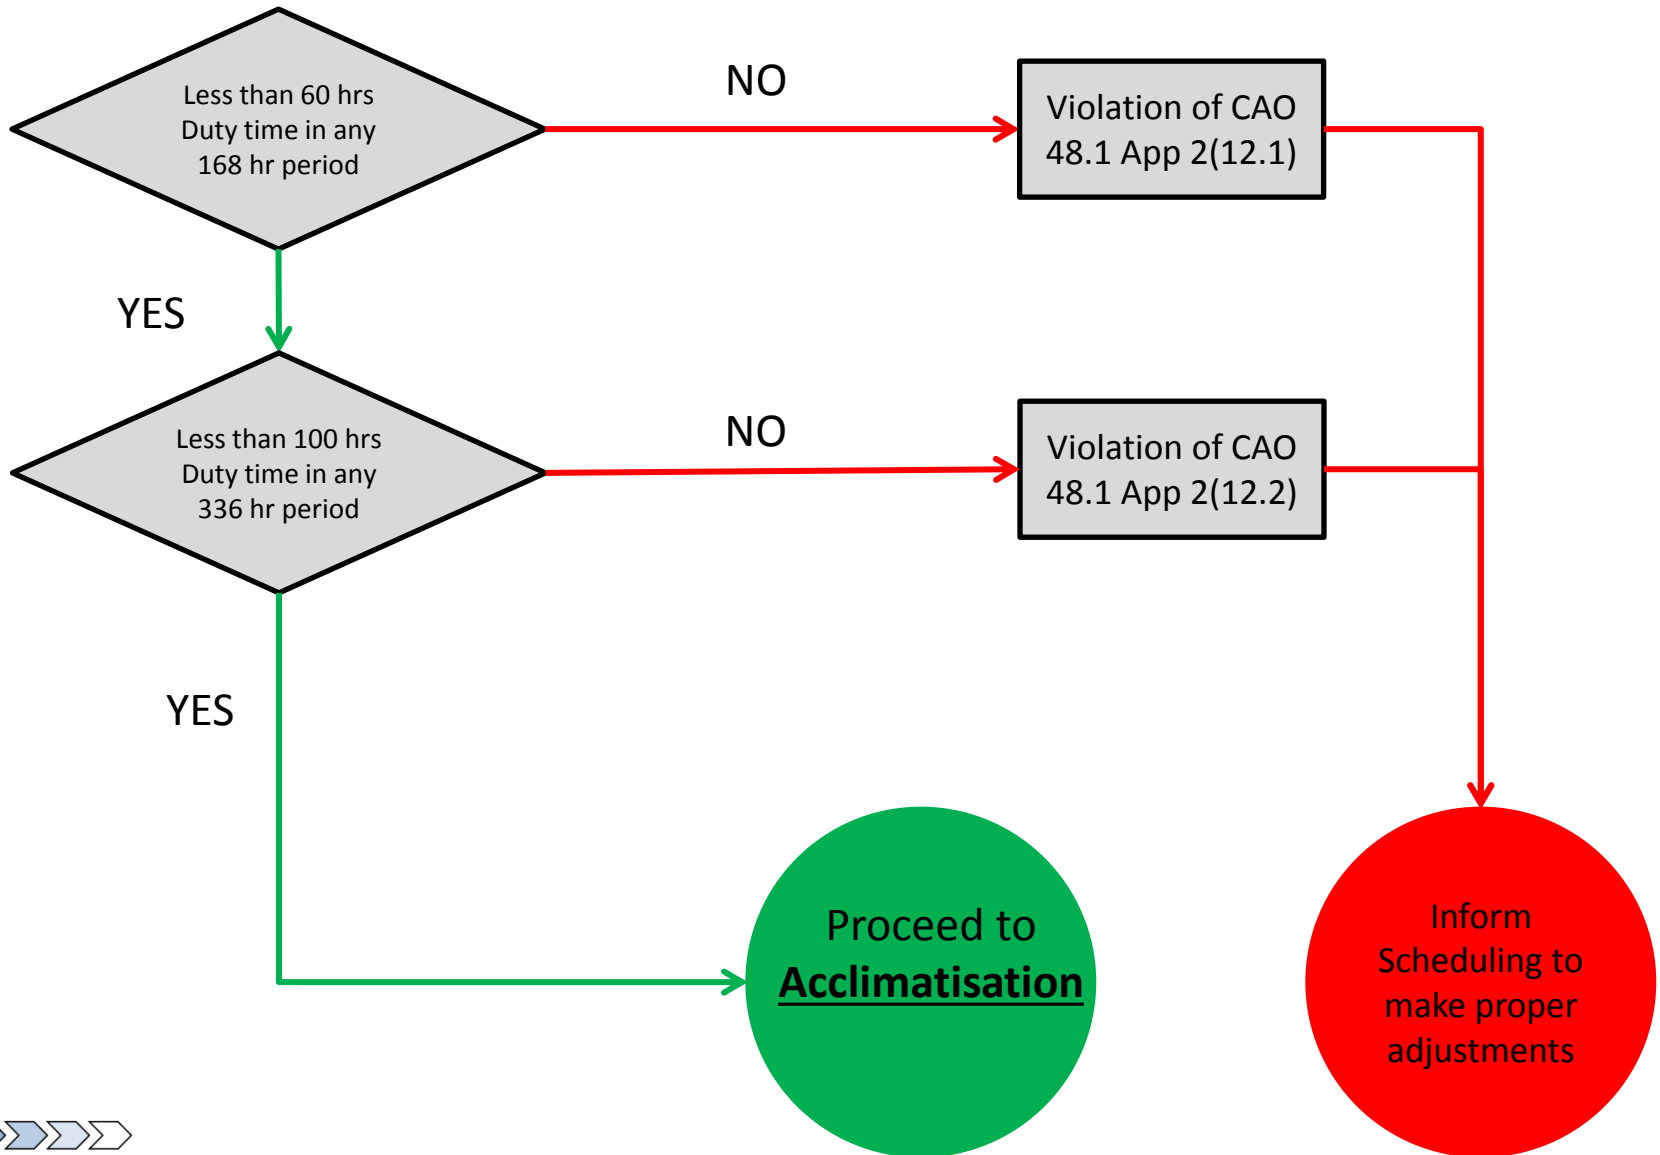 Less than 60 hrs
Duty time in any
168 hr period
NO
Violation of CAO
48.1 App 2(12.1)
YES
Less than 100 hrs
Duty time in any
336 hr period
NO
Violation of CAO
48.1 App 2(12.2)
YES
Proceed to
Acclimatisation
Inform
Scheduling to
make proper
adjustments